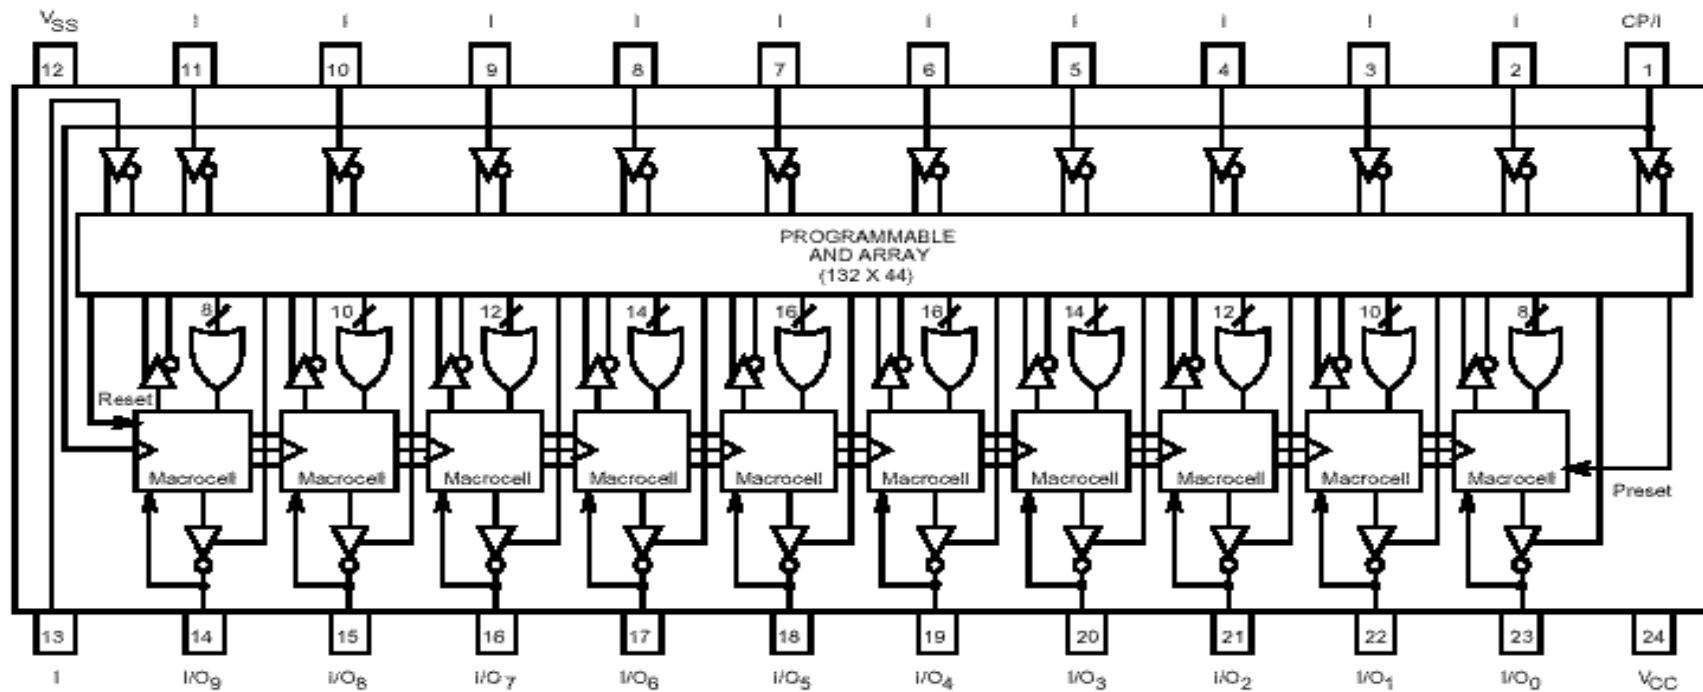 V_SS I I I I I I I I I I CP/I
12 11 10 9 8 7 6 5 4 3 2 1
PROGRAMMABLE
AND ARRAY
(132 X 44)
8 10 12 14 16 16 14 12 10 8
Reset
Macrocell Macrocell Macrocell Macrocell Macrocell Macrocell Macrocell Macrocell Macrocell Macrocell
Preset
13 14 15 16 17 18 19 20 21 22 23 24
I I/O9 I/O8 I/O7 I/O6 I/O5 I/O4 I/O3 I/O2 I/O1 I/O0 VCC